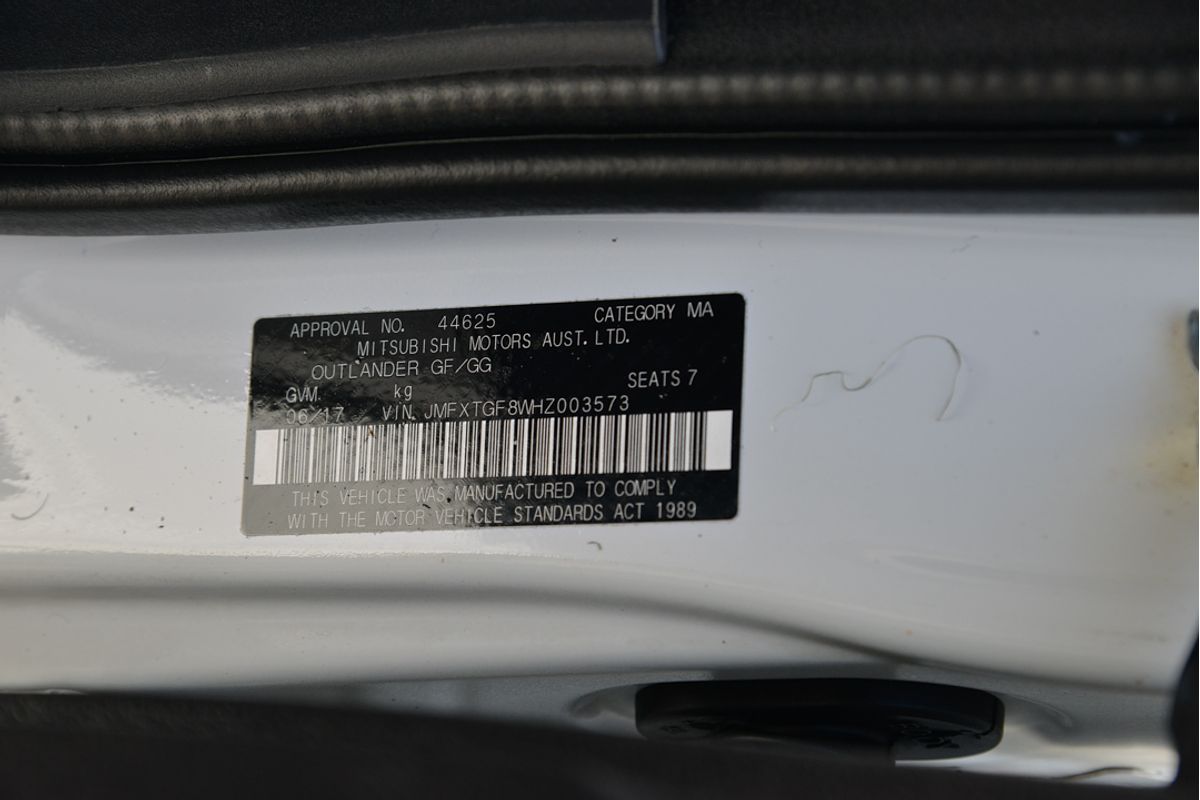 APPROVAL NO. 44625 CATEGORY MA
MITSUBISHI MOTORS AUST. LTD.
OUTLANDER GF/GG
GVM. kg SEATS 7
06/17 VIN. JMFXTGF8WHZ003573
THIS VEHICLE WAS MANUFACTURED TO COMPLY
WITH THE MOTOR VEHICLE STANDARDS ACT 1989